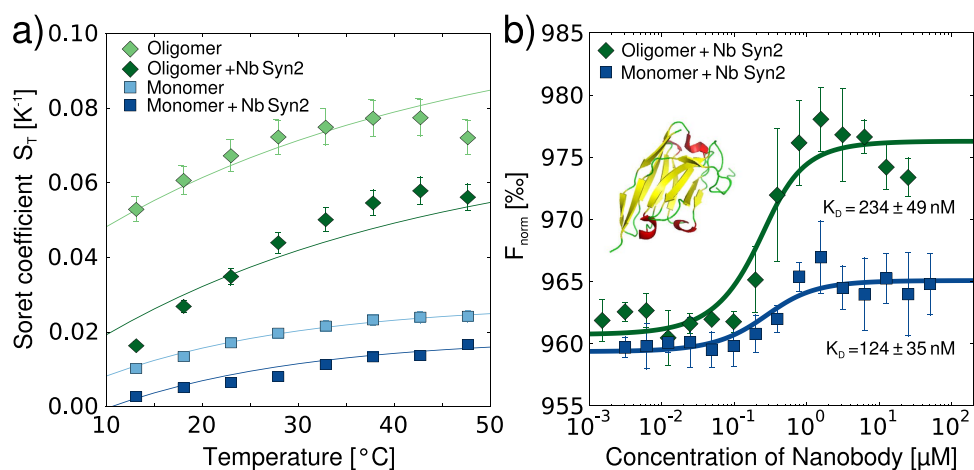 a)
0.10
0.08
0.06
0.04
0.02
0.00
Soret coefficient S_T [K⁻¹]
Oligomer
Oligomer +Nb Syn2
Monomer
Monomer + Nb Syn2
10
20
30
40
50
Temperature [°C]
b)
985
980
975
970
965
960
955
F_norm [‰]
Oligomer + Nb Syn2
Monomer + Nb Syn2
K_D = 234 ± 49 nM
K_D = 124 ± 35 nM
10⁻³
10⁻²
10⁻¹
10⁰
10¹
10²
Concentration of Nanobody [µM]